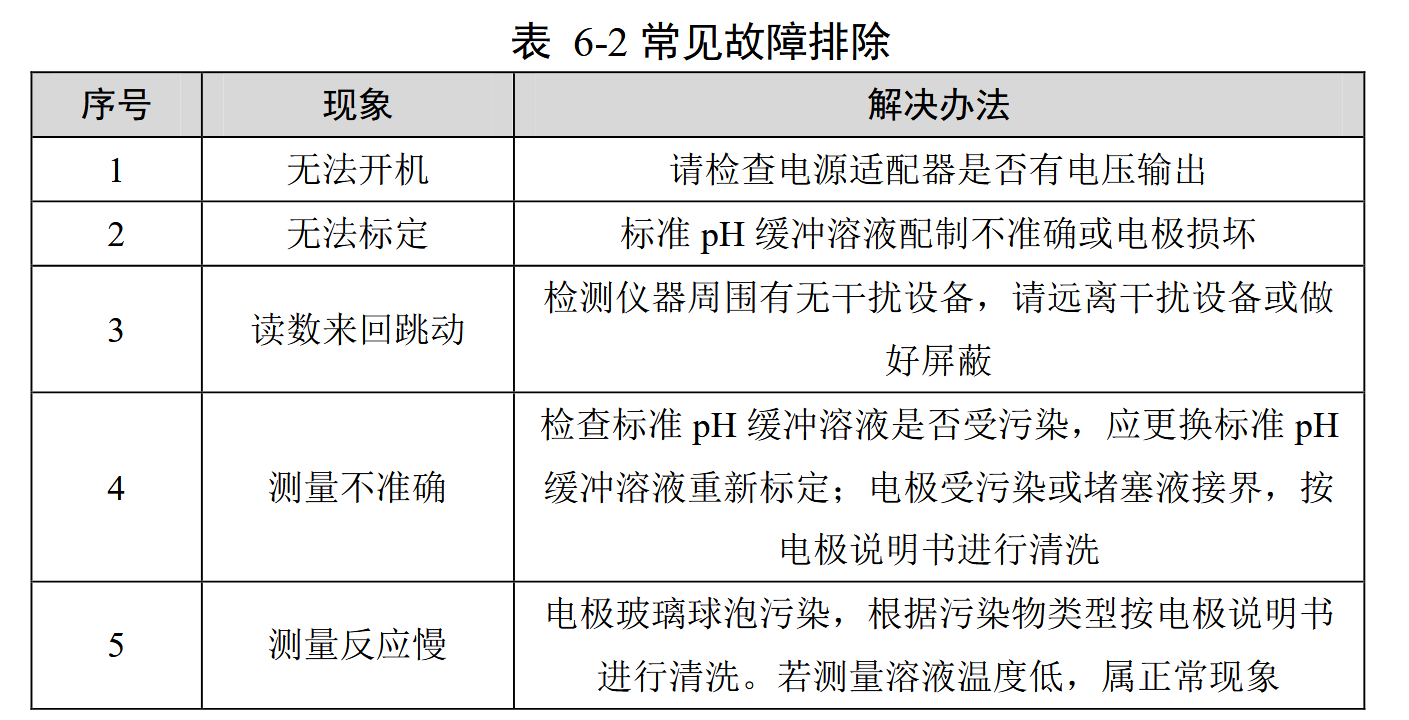 表 6-2 常见故障排除
序号 现象 解决办法
1 无法开机 请检查电源适配器是否有电压输出
2 无法标定 标准 pH 缓冲溶液配制不准确或电极损坏
3 读数来回跳动 检测仪器周围有无干扰设备，请远离干扰设备或做
好屏蔽
4 测量不准确 检查标准 pH 缓冲溶液是否受污染，应更换标准 pH
缓冲溶液重新标定；电极受污染或堵塞液接界，按
电极说明书进行清洗
5 测量反应慢 电极玻璃球泡污染，根据污染物类型按电极说明书
进行清洗。若测量溶液温度低，属正常现象